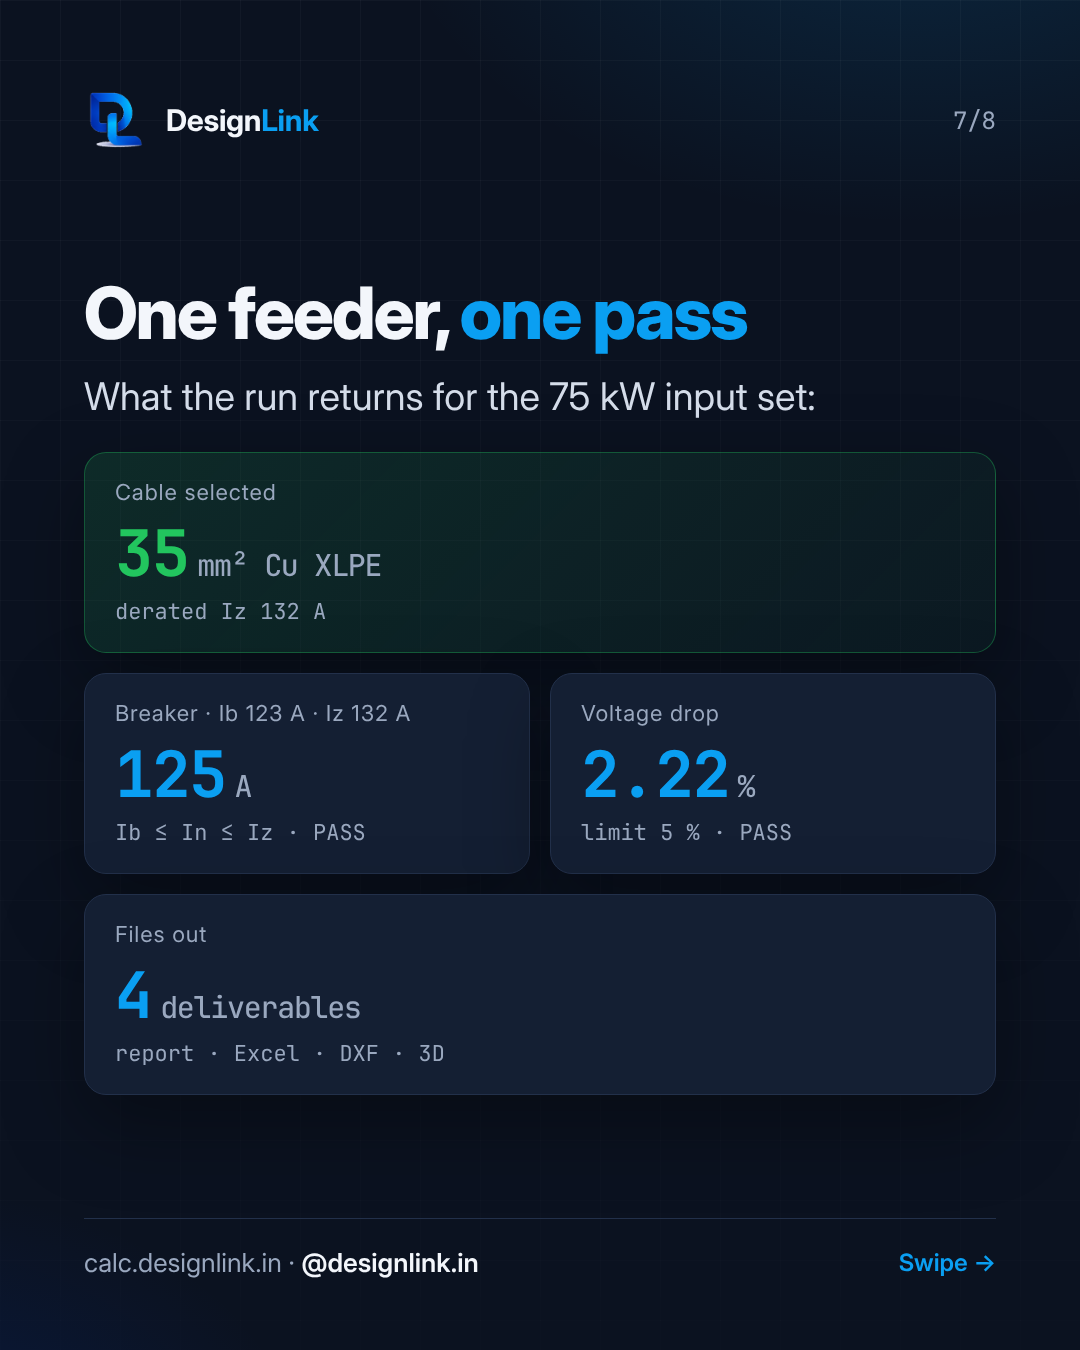 DesignLink
7/8
One feeder, one pass
What the run returns for the 75 kW input set:
Cable selected
35 mm² Cu XLPE
derated Iz 132 A
Breaker · Ib 123 A · Iz 132 A
125 A
Ib ≤ In ≤ Iz · PASS
Voltage drop
2.22 %
limit 5 % · PASS
Files out
4 deliverables
report · Excel · DXF · 3D
calc.designlink.in · @designlink.in
Swipe →